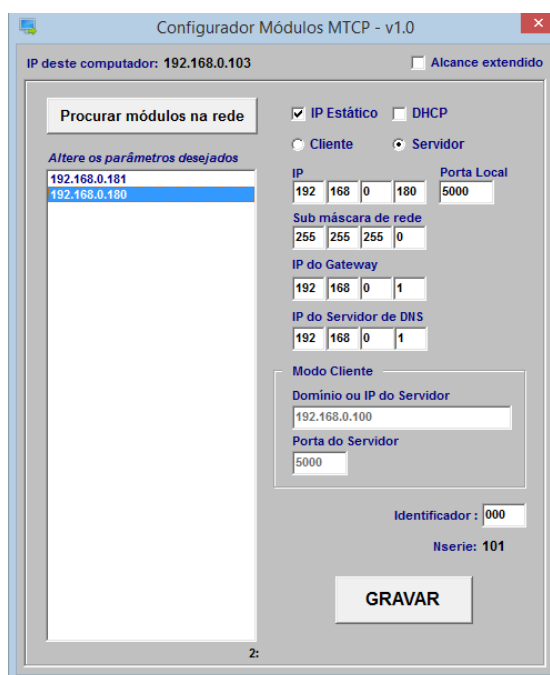 Configurador Módulos MTCP - v1.0
IP deste computador: 192.168.0.103
Alcance extendido
Procurar módulos na rede
Altere os parâmetros desejados
192.168.0.181
192.168.0.180
2:
IP Estático DHCP
Cliente Servidor
IP Porta Local
192 168 0 180 5000
Sub máscara de rede
255 255 255 0
IP do Gateway
192 168 0 1
IP do Servidor de DNS
192 168 0 1
Modo Cliente
Domínio ou IP do Servidor
192.168.0.100
Porta do Servidor
5000
Identificador : 000
Nserie: 101
GRAVAR